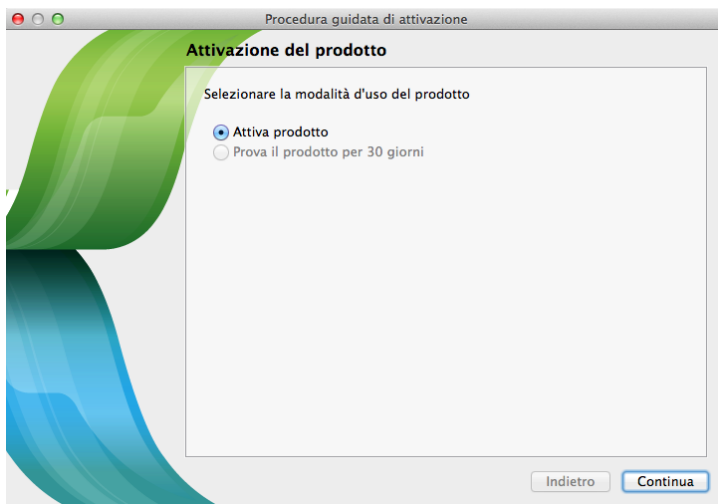 Procedura guidata di attivazione
Attivazione del prodotto
Selezionare la modalità d'uso del prodotto
Attiva prodotto
Prova il prodotto per 30 giorni
Indietro
Continua